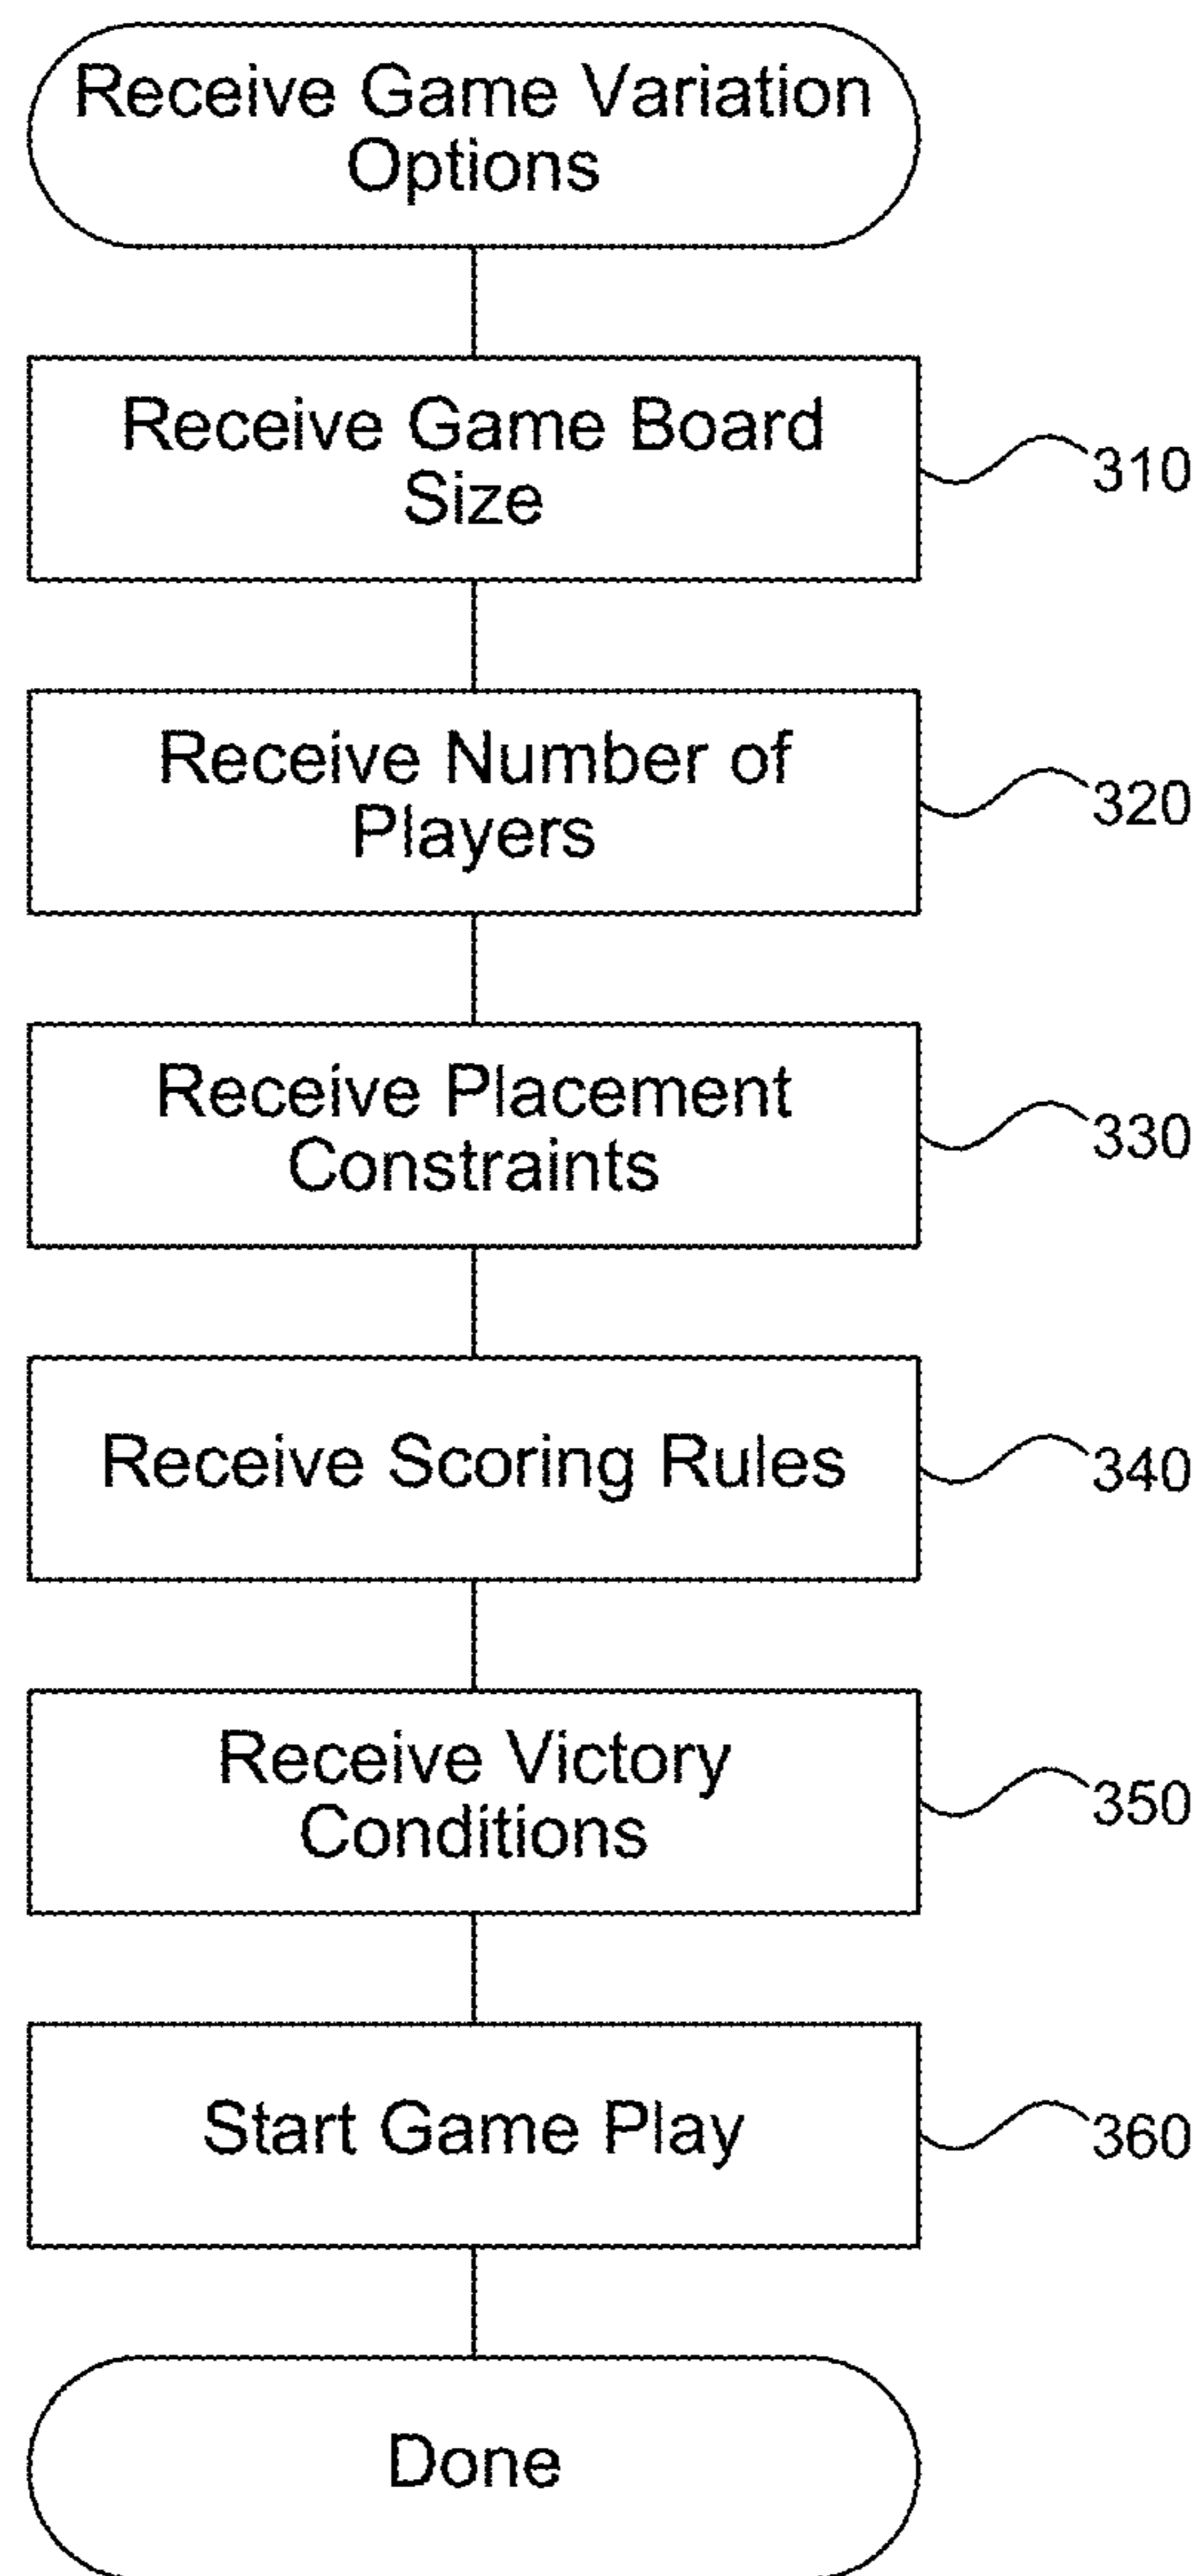 Receive Game Variation
Options
Receive Game Board
Size
310
Receive Number of
Players
320
Receive Placement
Constraints
330
Receive Scoring Rules
340
Receive Victory
Conditions
350
Start Game Play
360
Done